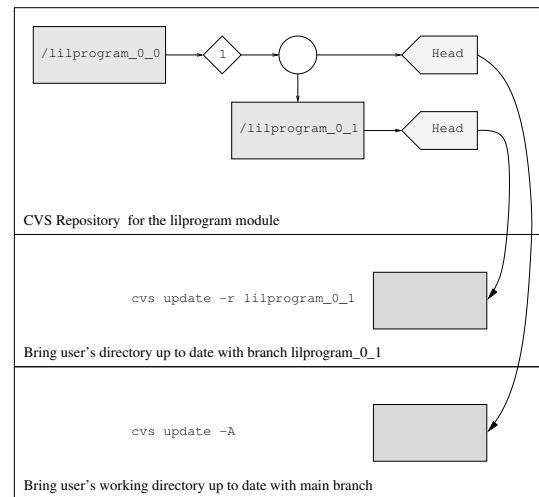 /lilprogram_0_0
1
Head
/lilprogram_0_1
Head
CVS Repository for the lilprogram module
cvs update -r lilprogram_0_1
Bring user's directory up to date with branch lilprogram_0_1
cvs update -A
Bring user's working directory up to date with main branch